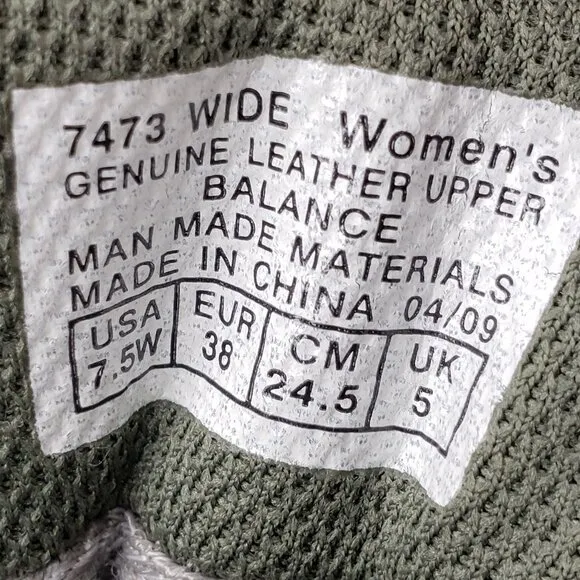 7473 WIDE Women's
GENUINE LEATHER UPPER
BALANCE
MAN MADE MATERIALS
MADE IN CHINA 04/09
USA EUR CM UK
7.5W 38 24.5 5